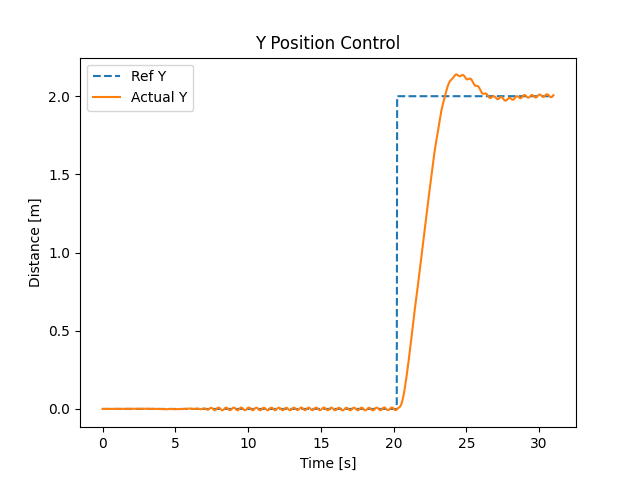 Y Position Control
Ref Y
Actual Y
Distance [m]
2.0
1.5
1.0
0.5
0.0
0 5 10 15 20 25 30
Time [s]